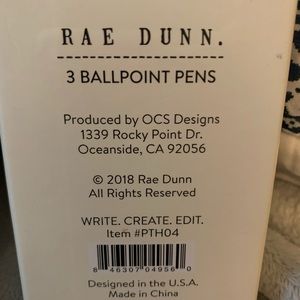 RAE DUNN.
3 BALLPOINT PENS
Produced by OCS Designs
1339 Rocky Point Dr.
Oceanside, CA 92056
© 2018 Rae Dunn
All Rights Reserved
WRITE. CREATE. EDIT.
Item #PTH04
8 46307 04956 0
Designed in the U.S.A.
Made in China